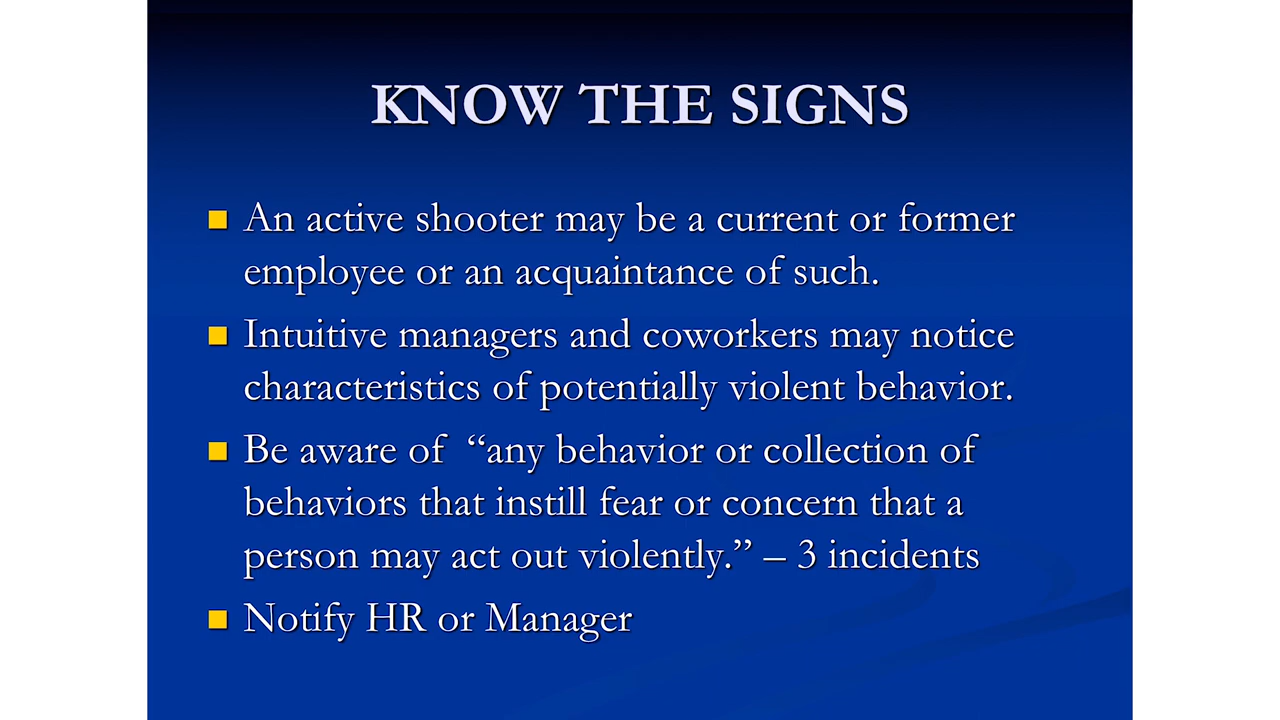 KNOW THE SIGNS
An active shooter may be a current or former
employee or an acquaintance of such.
Intuitive managers and coworkers may notice
characteristics of potentially violent behavior.
Be aware of “any behavior or collection of
behaviors that instill fear or concern that a
person may act out violently.” – 3 incidents
Notify HR or Manager